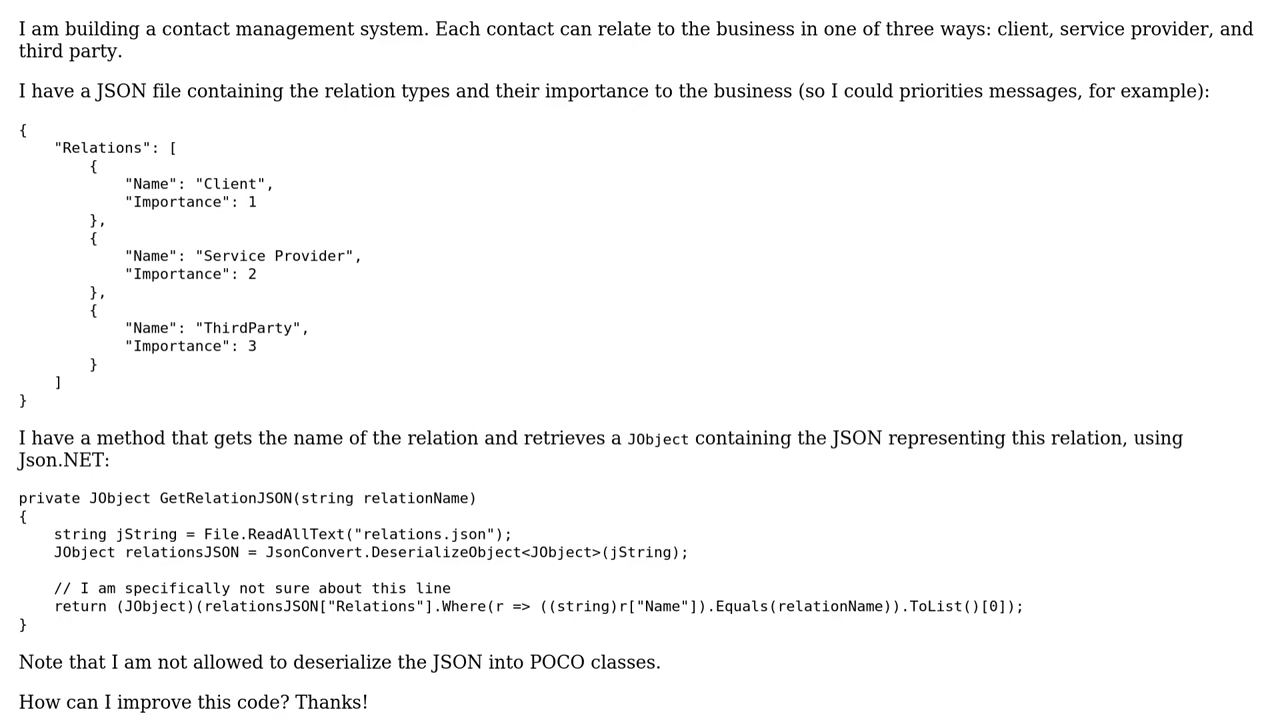 I am building a contact management system. Each contact can relate to the business in one of three ways: client, service provider, and
third party.
I have a JSON file containing the relation types and their importance to the business (so I could priorities messages, for example):
{
    "Relations": [
        {
            "Name": "Client",
            "Importance": 1
        },
        {
            "Name": "Service Provider",
            "Importance": 2
        },
        {
            "Name": "ThirdParty",
            "Importance": 3
        }
    ]
}
I have a method that gets the name of the relation and retrieves a JObject containing the JSON representing this relation, using
Json.NET:
private JObject GetRelationJSON(string relationName)
{
    string jString = File.ReadAllText("relations.json");
    JObject relationsJSON = JsonConvert.DeserializeObject<JObject>(jString);
    // I am specifically not sure about this line
    return (JObject)(relationsJSON["Relations"].Where(r => ((string)r["Name"]).Equals(relationName)).ToList()[0]);
}
Note that I am not allowed to deserialize the JSON into POCO classes.
How can I improve this code? Thanks!